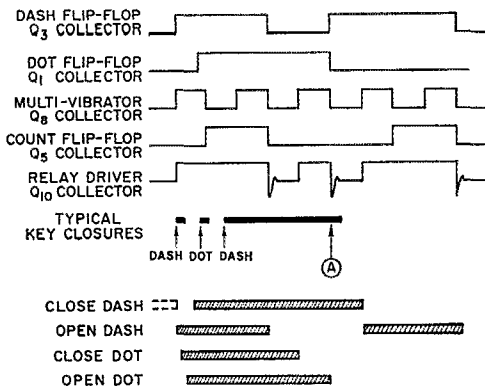 DASH FLIP-FLOP
Q3 COLLECTOR
DOT FLIP-FLOP
Q1 COLLECTOR
MULTI-VIBRATOR
Q8 COLLECTOR
COUNT FLIP-FLOP
Q5 COLLECTOR
RELAY DRIVER
Q10 COLLECTOR
TYPICAL
KEY CLOSURES
DASH DOT DASH
A
CLOSE DASH
OPEN DASH
CLOSE DOT
OPEN DOT